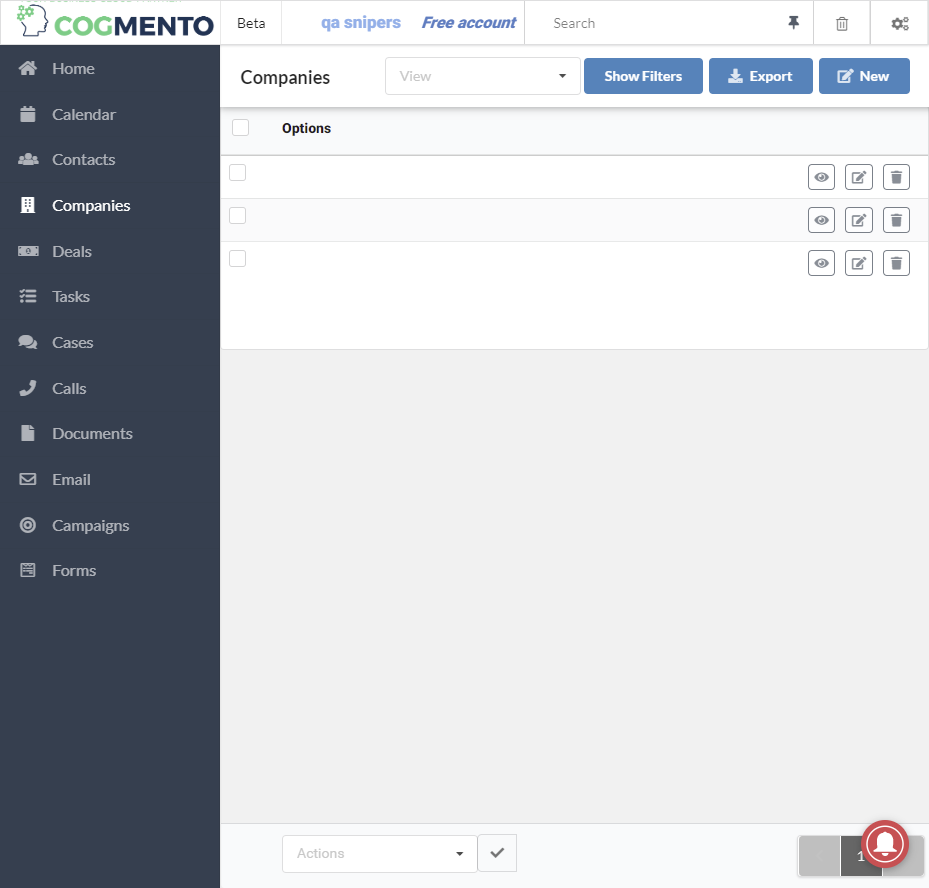 COGMENTO
Beta
qa snipers
Free account
Search
Home
Calendar
Contacts
Companies
Deals
Tasks
Cases
Calls
Documents
Email
Campaigns
Forms
Companies
View
Show Filters
Export
New
Options
Actions
1